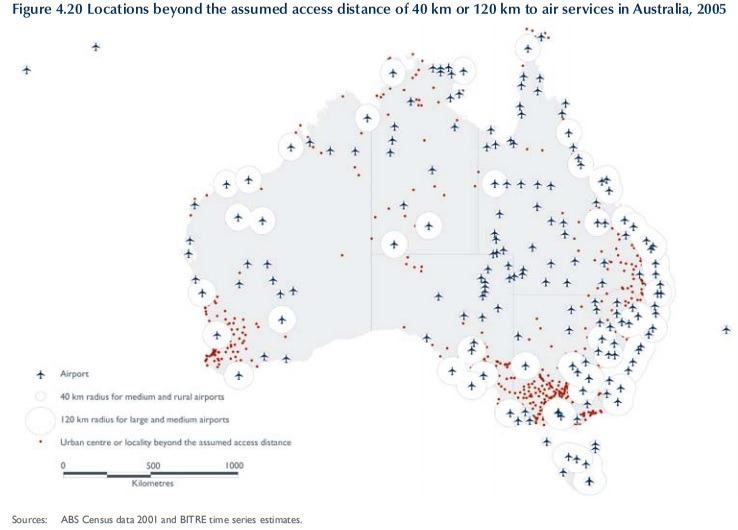 Figure 4.20 Locations beyond the assumed access distance of 40 km or 120 km to air services in Australia, 2005
Airport
40 km radius for medium and rural airports
120 km radius for large and medium airports
Urban centre or locality beyond the assumed access distance
0 500 1000
Kilometres
Sources: ABS Census data 2001 and BITRE time series estimates.